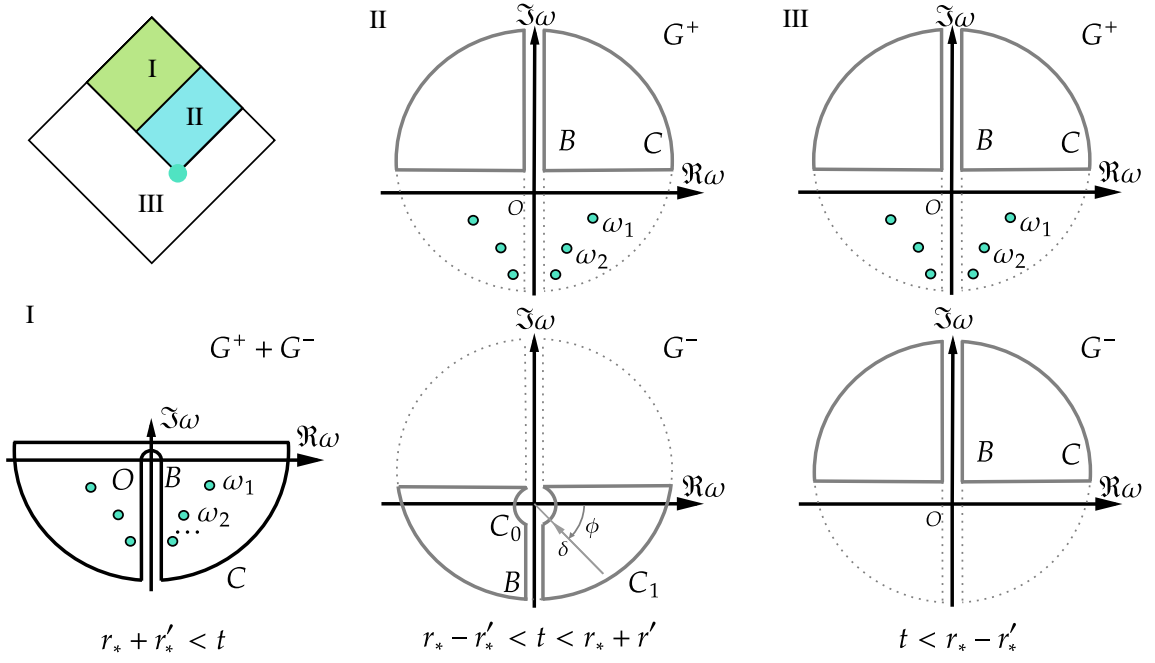 I
II
III
I
G⁺ + G⁻
ℑω
ℜω
O
B
ω₁
ω₂
...
C
r∗ + r∗′ < t
II
ℑω
G⁺
B
C
ℜω
O
ω₁
ω₂
ℑω
G⁻
ℜω
C₀
δ
ϕ
B
C₁
r∗ − r∗′ < t < r∗ + r′
III
ℑω
G⁺
B
C
ℜω
O
ω₁
ω₂
ℑω
G⁻
B
C
ℜω
O
t < r∗ − r∗′